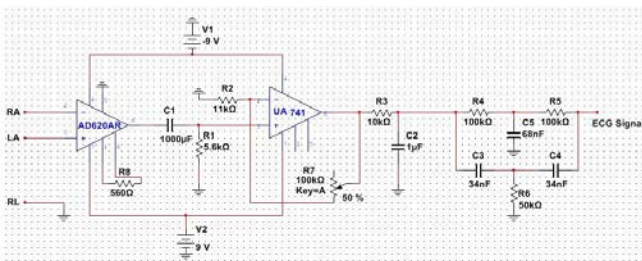 V1
-9 V
R2
11kΩ
UA 741
AD620AR
RA
LA
C1
1000µF
R1
5.6kΩ
R8
560Ω
RL
V2
9 V
R7
100kΩ
Key=A
50 %
R3
10kΩ
C2
1µF
R4
100kΩ
C5
68nF
R5
100kΩ
ECG Signal
C3
34nF
C4
34nF
R6
50kΩ